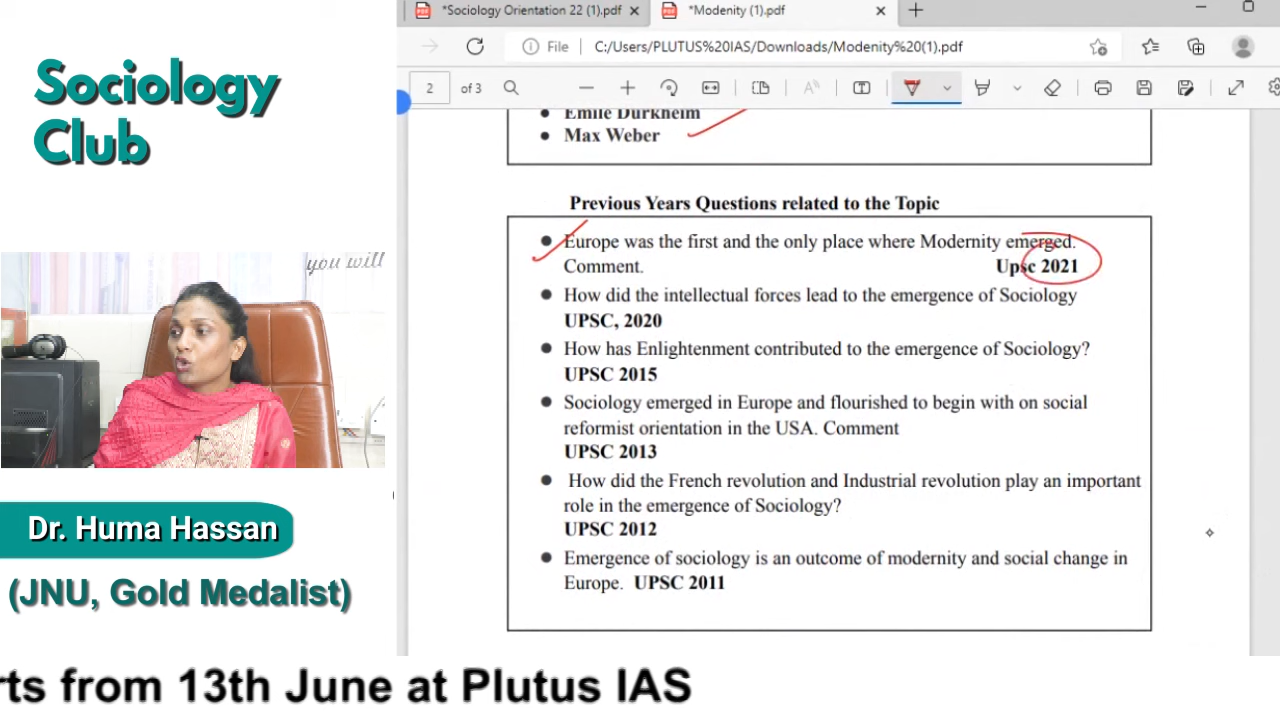 Sociology
Club
you will
Dr. Huma Hassan
(JNU, Gold Medalist)
*Sociology Orientation 22 (1).pdf
*Modenity (1).pdf
File
C:/Users/PLUTUS%20IAS/Downloads/Modenity%20(1).pdf
2 of 3
Emile Durkheim
Max Weber
Previous Years Questions related to the Topic
Europe was the first and the only place where Modernity emerged.
Comment. Upsc 2021
How did the intellectual forces lead to the emergence of Sociology
UPSC, 2020
How has Enlightenment contributed to the emergence of Sociology?
UPSC 2015
Sociology emerged in Europe and flourished to begin with on social
reformist orientation in the USA. Comment
UPSC 2013
How did the French revolution and Industrial revolution play an important
role in the emergence of Sociology?
UPSC 2012
Emergence of sociology is an outcome of modernity and social change in
Europe. UPSC 2011
rts from 13th June at Plutus IAS